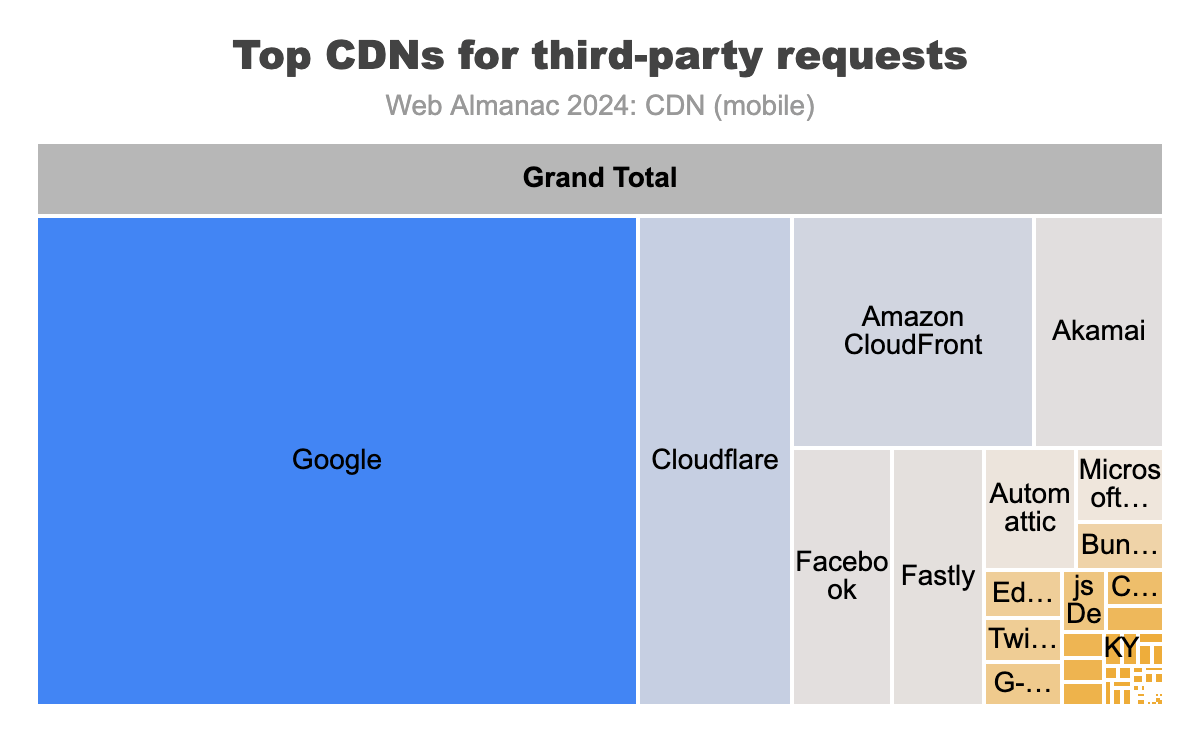 Top CDNs for third-party requests
Web Almanac 2024: CDN (mobile)
Grand Total
Google
Cloudflare
Amazon
CloudFront
Akamai
Facebo
ok
Fastly
Autom
attic
Micros
oft…
Bun…
Ed…
Twi…
G-…
js
De
C…
KY